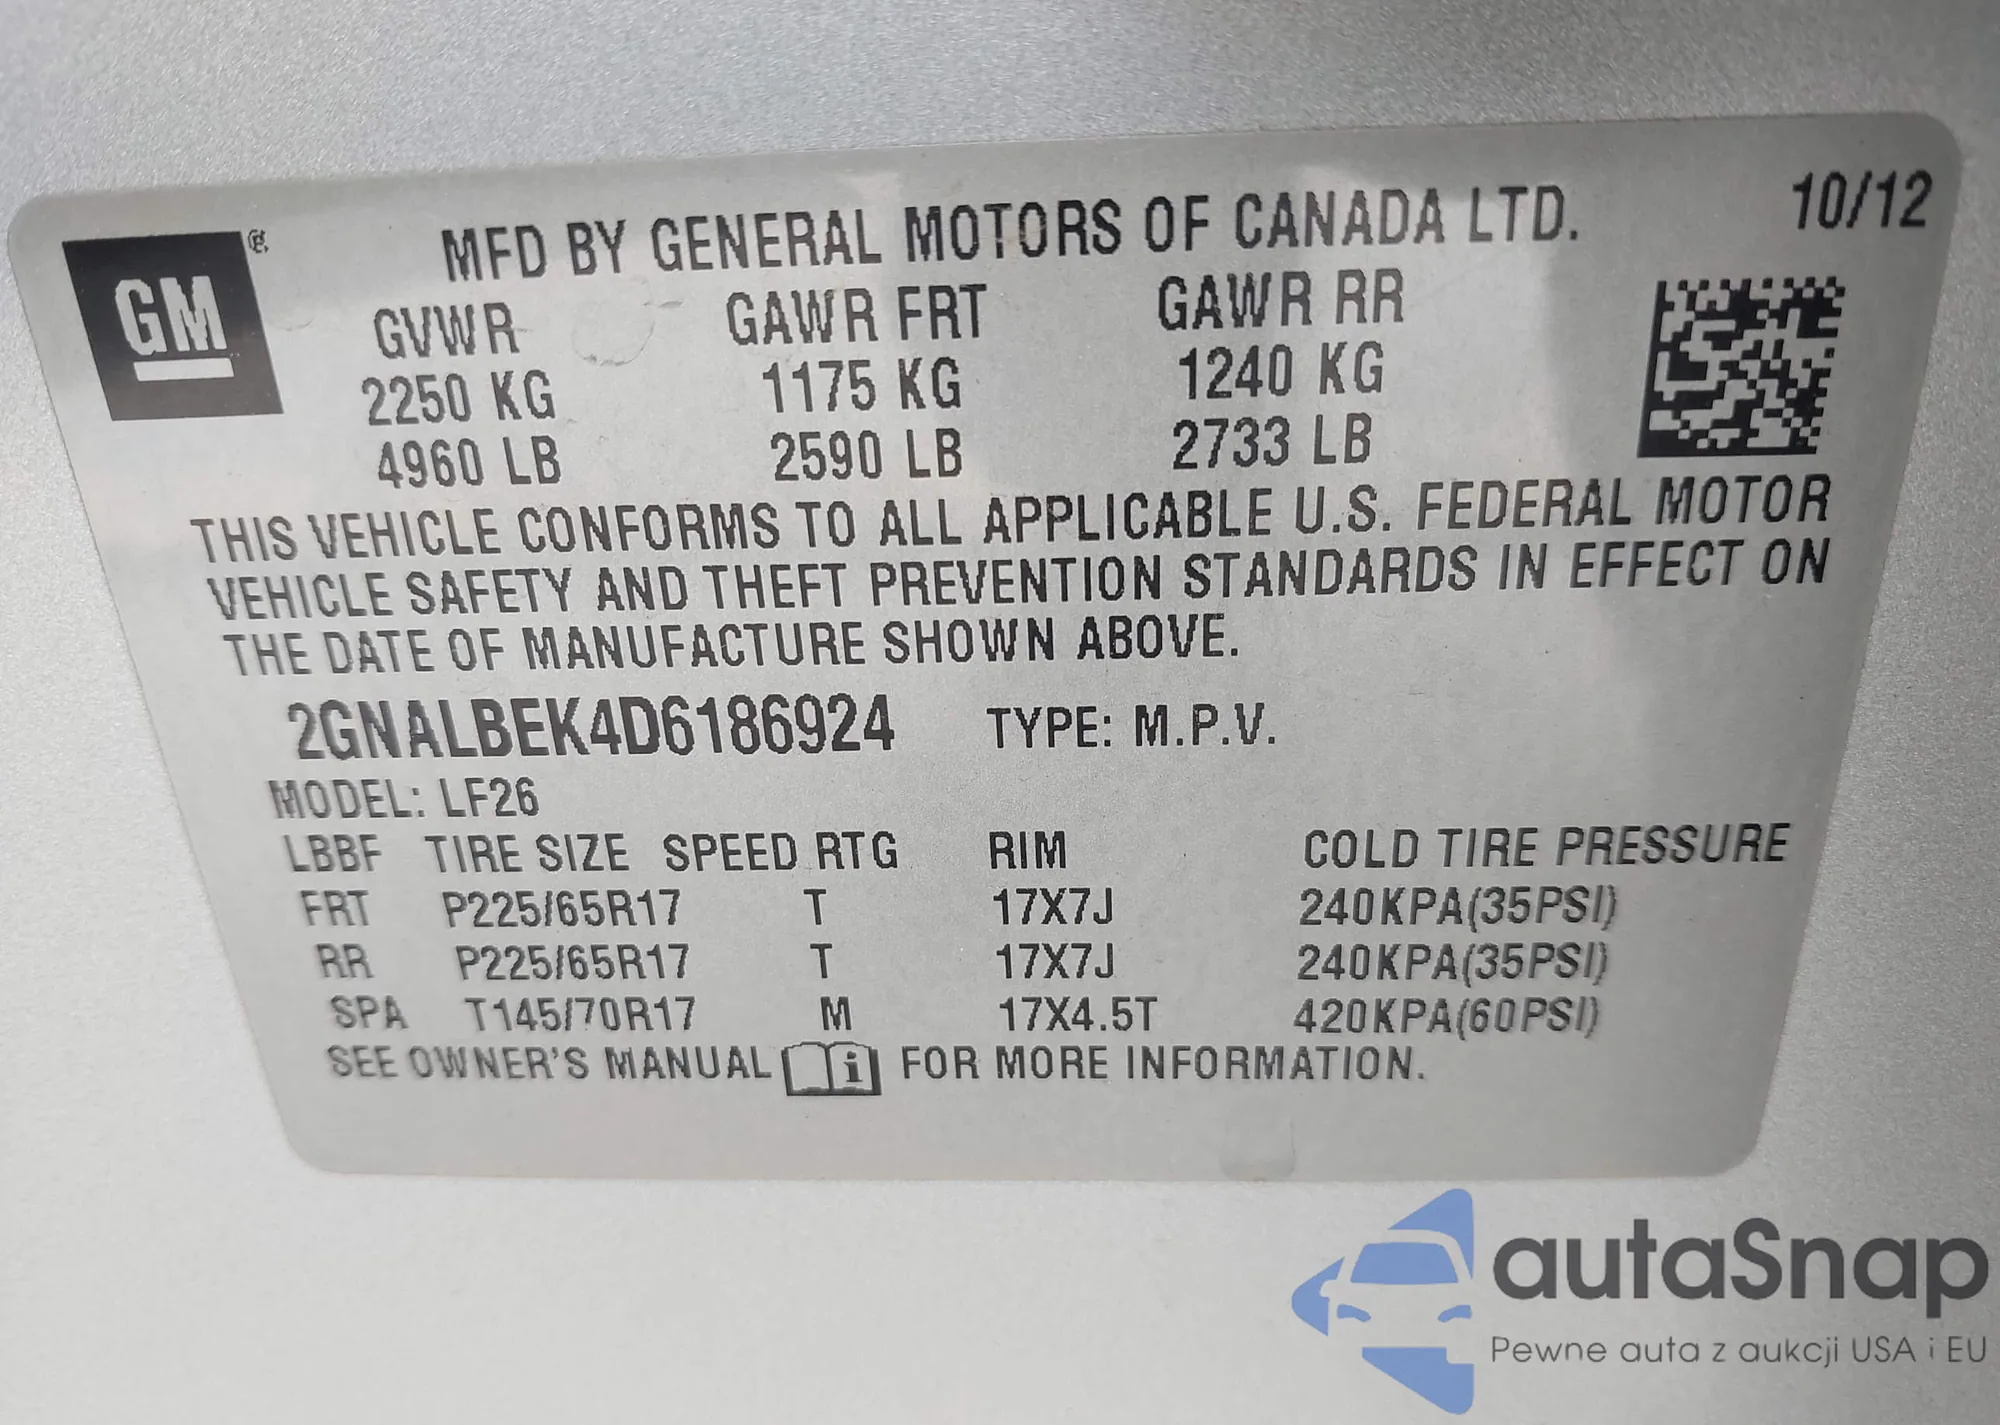 MFD BY GENERAL MOTORS OF CANADA LTD. 10/12
GM ®
GVWR GAWR FRT GAWR RR
2250 KG 1175 KG 1240 KG
4960 LB 2590 LB 2733 LB
THIS VEHICLE CONFORMS TO ALL APPLICABLE U.S. FEDERAL MOTOR
VEHICLE SAFETY AND THEFT PREVENTION STANDARDS IN EFFECT ON
THE DATE OF MANUFACTURE SHOWN ABOVE.
2GNALBEK4D6186924 TYPE: M.P.V.
MODEL: LF26
LBBF TIRE SIZE SPEED RTG RIM COLD TIRE PRESSURE
FRT P225/65R17 T 17X7J 240KPA(35PSI)
RR P225/65R17 T 17X7J 240KPA(35PSI)
SPA T145/70R17 M 17X4.5T 420KPA(60PSI)
SEE OWNER'S MANUAL i FOR MORE INFORMATION.
autaSnap
Pewne auta z aukcji USA i EU